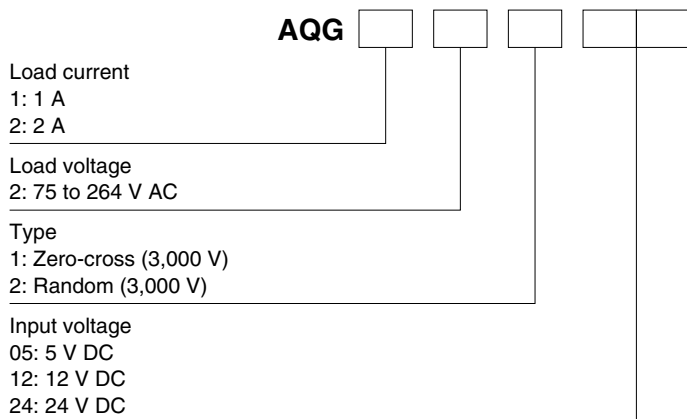 AQG
Load current
1: 1 A
2: 2 A
Load voltage
2: 75 to 264 V AC
Type
1: Zero-cross (3,000 V)
2: Random (3,000 V)
Input voltage
05: 5 V DC
12: 12 V DC
24: 24 V DC